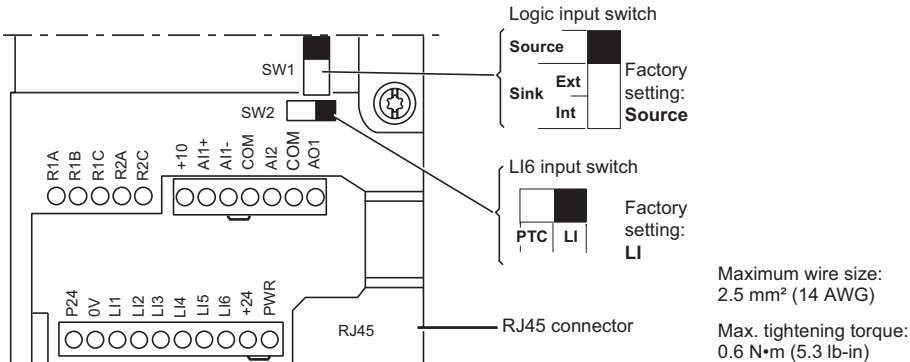 Logic input switch
Source
Sink
Ext
Int
Factory
setting:
Source
SW1
SW2
R1A
R1B
R1C
R2A
R2C
+10
AI1+
AI1-
COM
AI2
COM
AO1
LI6 input switch
PTC
LI
Factory
setting:
LI
P24
0V
LI1
LI2
LI3
LI4
LI5
LI6
+24
PWR
RJ45
RJ45 connector
Maximum wire size:
2.5 mm² (14 AWG)
Max. tightening torque:
0.6 N•m (5.3 lb-in)